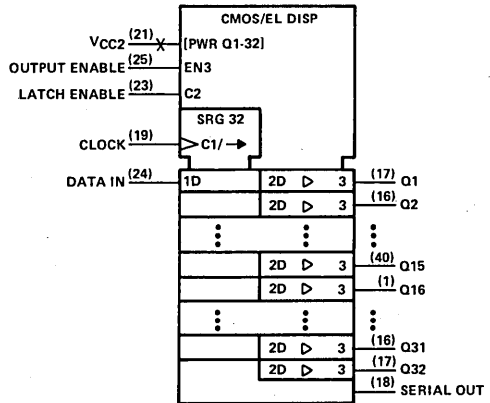 CMOS/EL DISP
VCC2 (21) [PWR Q1-32]
OUTPUT ENABLE (25) EN3
LATCH ENABLE (23) C2
SRG 32
CLOCK (19) C1/
DATA IN (24) 1D 2D 3 (17) Q1
2D 3 (16) Q2
2D 3 (40) Q15
2D 3 (1) Q16
2D 3 (16) Q31
2D 3 (17) Q32
(18) SERIAL OUT